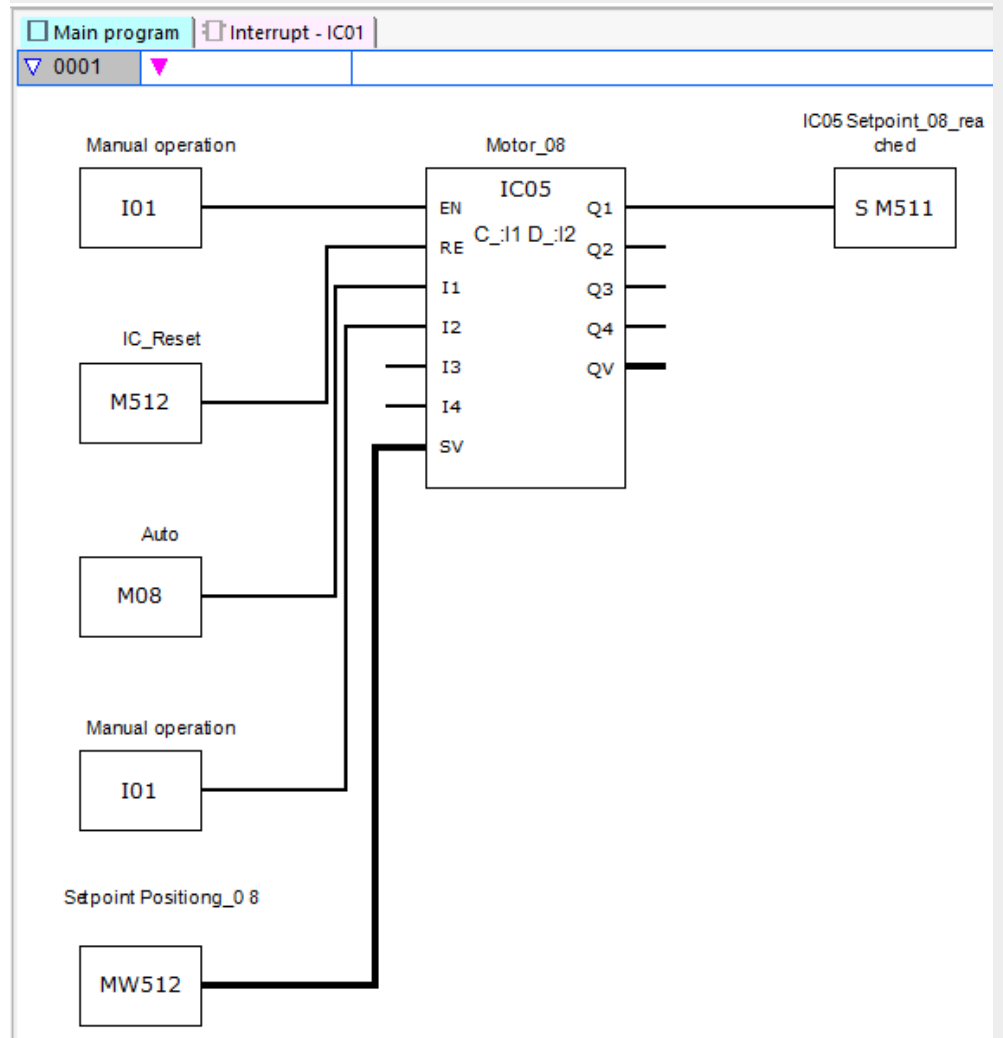 Main program Interrupt - IC01
0001
IC05 Setpoint_08_rea
ched
Manual operation
I01
Motor_08
IC05
C_:I1 D_:I2
EN
RE
I1
I2
I3
I4
SV
Q1
Q2
Q3
Q4
QV
S M511
IC_Reset
M512
Auto
M08
Manual operation
I01
Setpoint Positiong_0 8
MW512